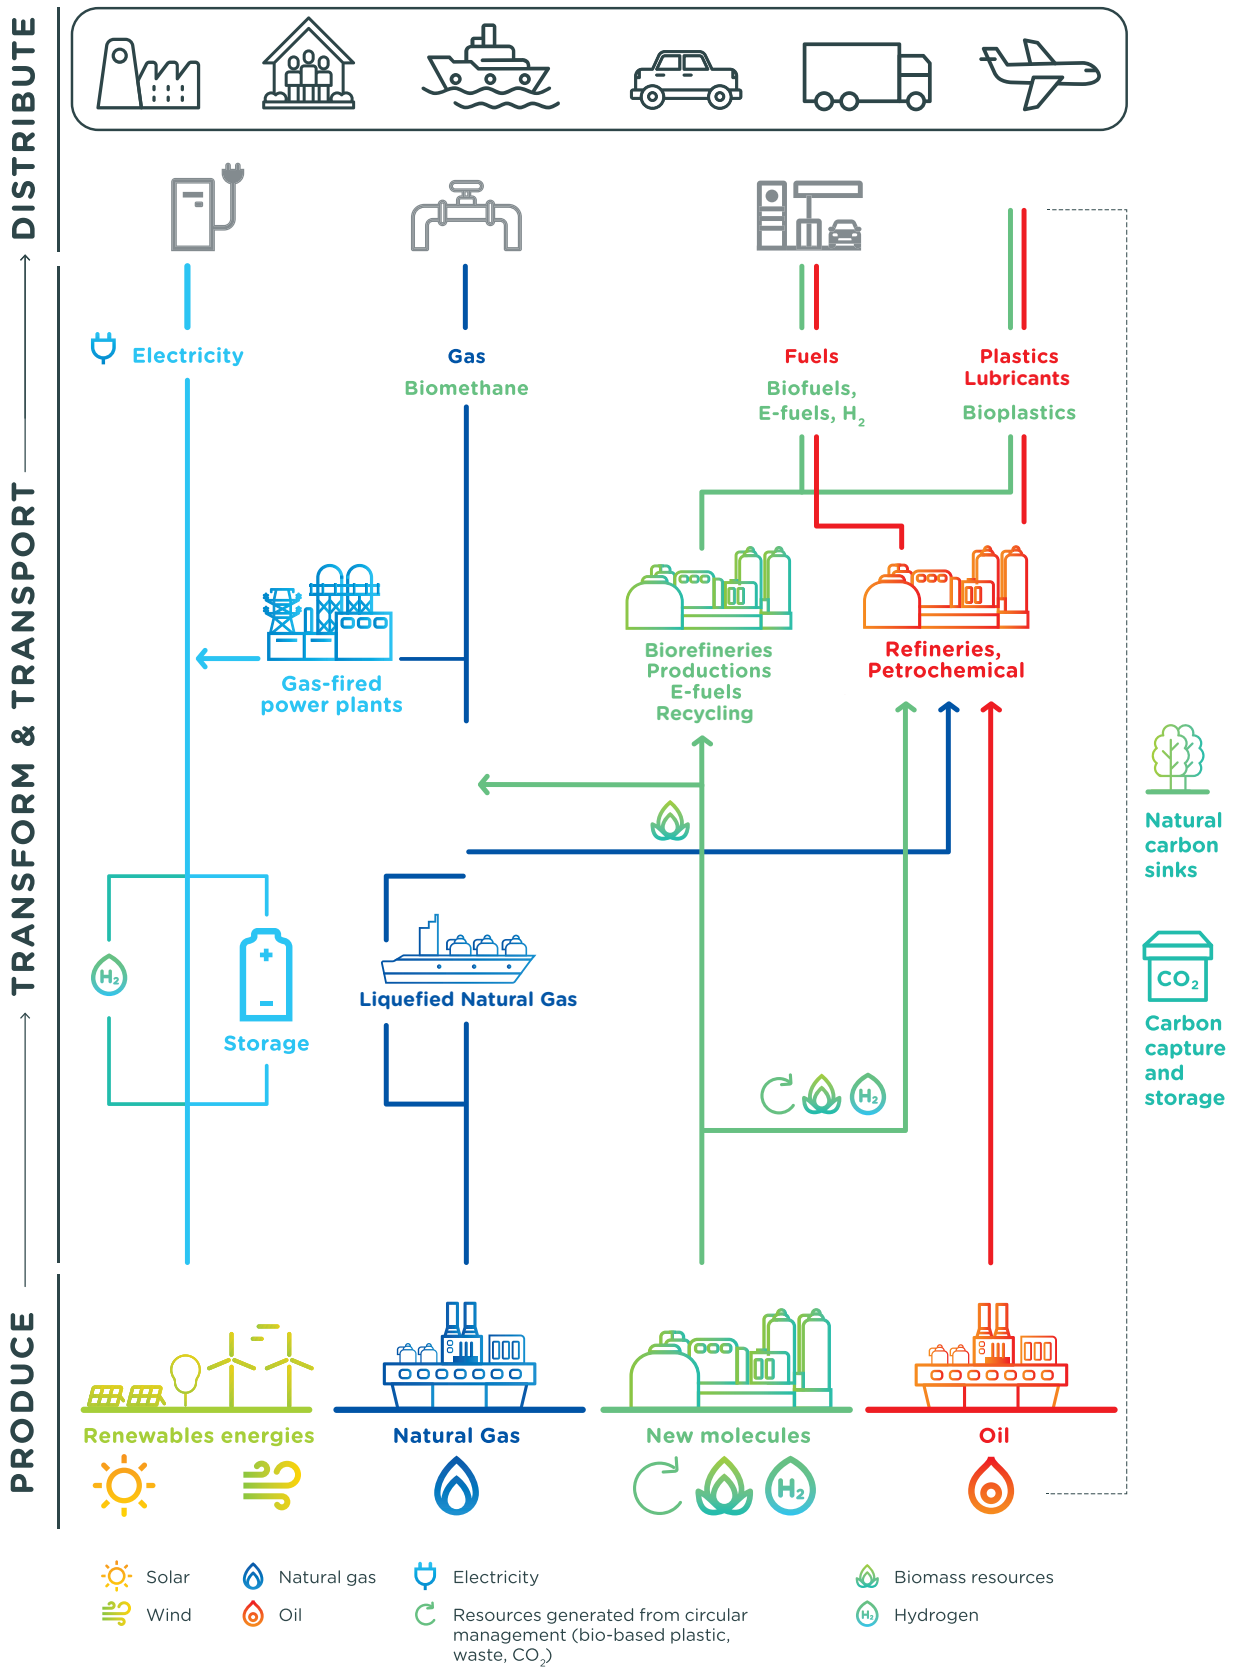 DISTRIBUTE
Electricity
Gas
Biomethane
Fuels
Biofuels,
E-fuels, H₂
Plastics
Lubricants
Bioplastics
TRANSFORM & TRANSPORT
Gas-fired
power plants
Biorefineries
Productions
E-fuels
Recycling
Refineries,
Petrochemical
Natural
carbon
sinks
H₂
+
-
Storage
Liquefied Natural Gas
CO₂
Carbon
capture
and
storage
H₂
PRODUCE
Renewables energies
Natural Gas
New molecules
Oil
H₂
Solar
Natural gas
Electricity
Biomass resources
Wind
Oil
Resources generated from circular
management (bio-based plastic,
waste, CO₂)
H₂
Hydrogen